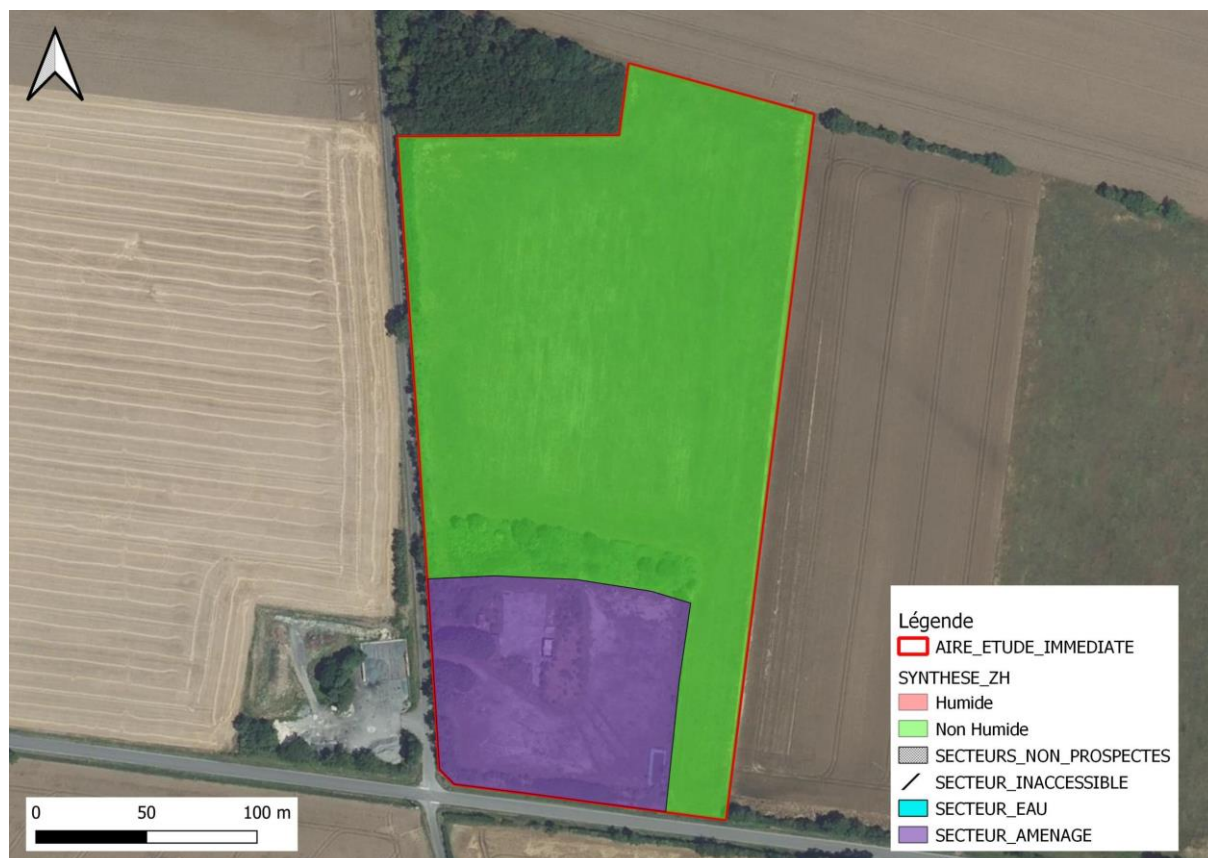 Légende
AIRE_ETUDE_IMMEDIATE
SYNTHESE_ZH
Humide
Non Humide
SECTEURS_NON_PROSPECTES
SECTEUR_INACCESSIBLE
SECTEUR_EAU
SECTEUR_AMENAGE
0 50 100 m